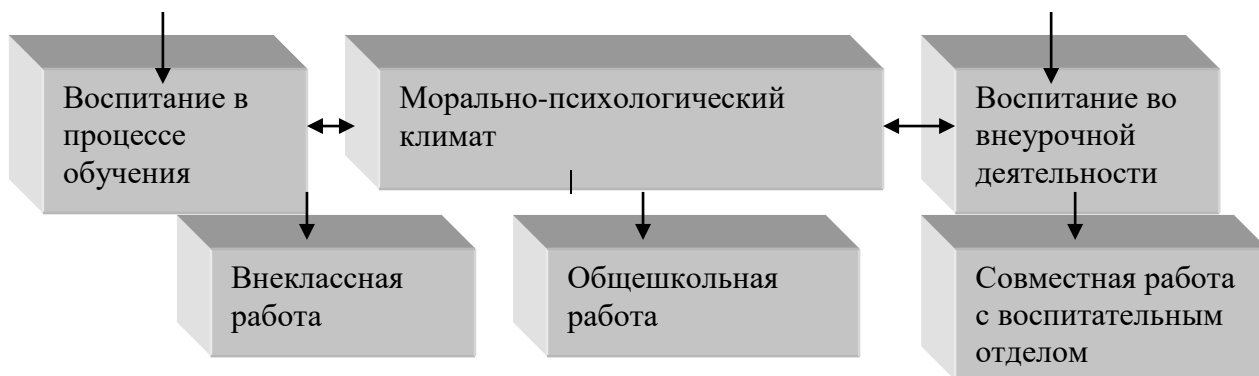 Воспитание в
процессе
обучения
Морально-психологический
климат
Воспитание во
внеурочной
деятельности
Внеклассная
работа
Общешкольная
работа
Совместная работа
с воспитательным
отделом